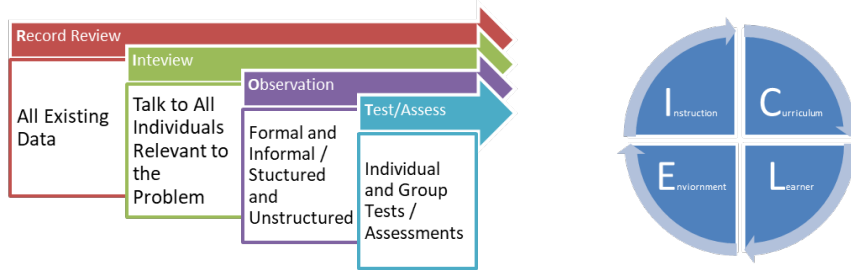 Record Review
All Existing
Data
Inteview
Talk to All
Individuals
Relevant to
the
Problem
Observation
Formal and
Informal /
Stuctured
and
Unstructured
Test/Assess
Individual
and Group
Tests /
Assessments
Instruction
Curriculum
Enviornment
Learner